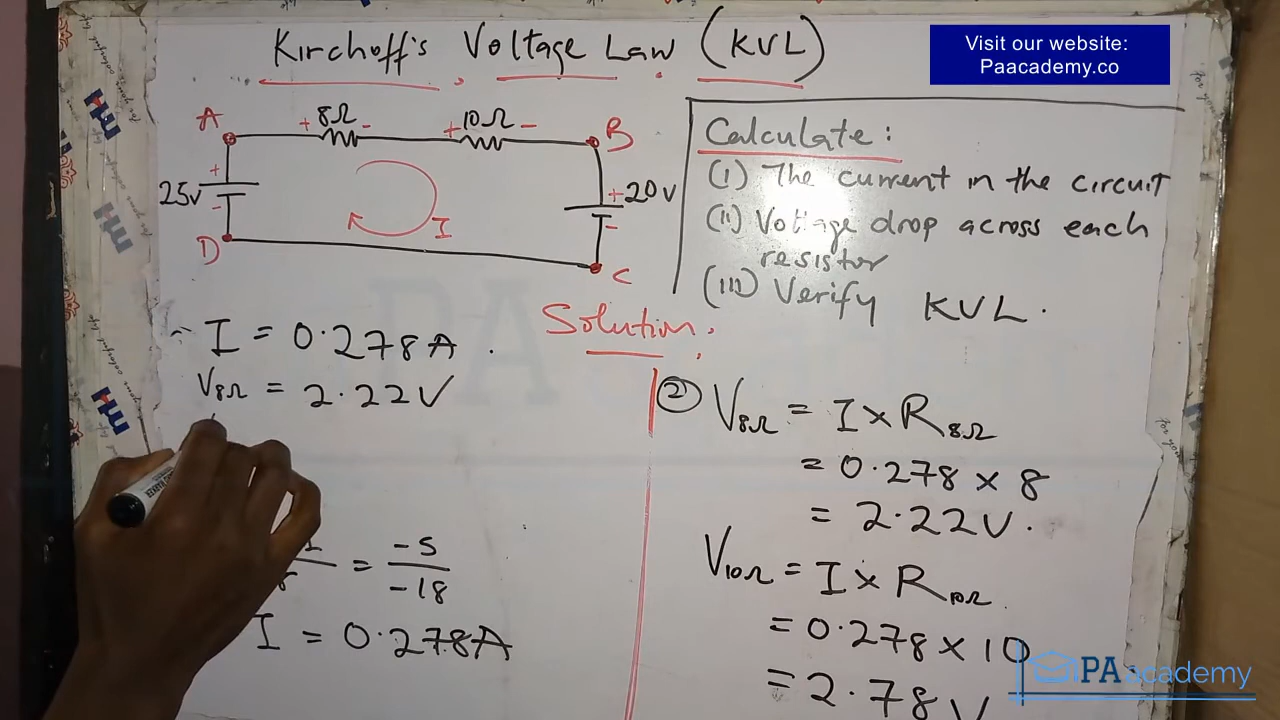 Kirchoff's Voltage Law (KVL)
Visit our website:
Paacademy.co
A
+ 8Ω -
+ 10Ω -
B
25v
+
-
+ 20v
-
I
D
C
Calculate:
(i) The current in the circuit
(ii) Voltage drop across each
resistor
(iii) Verify KVL.
Solution.
I = 0.278A.
V8Ω = 2.22V
= -5
-18
I = 0.278A
② V8Ω = I × R8Ω
= 0.278 × 8
= 2.22V.
V10Ω = I × R10Ω
= 0.278 × 10
= 2.78V
PA academy